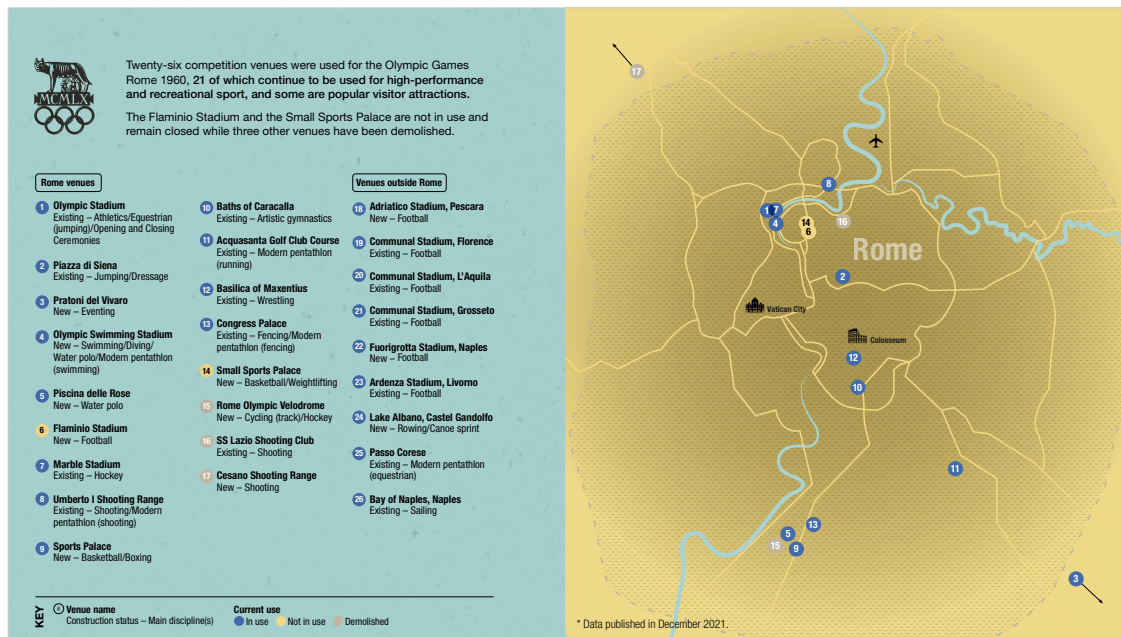 MCMLX
Twenty-six competition venues were used for the Olympic Games
Rome 1960, 21 of which continue to be used for high-performance
and recreational sport, and some are popular visitor attractions.
The Flaminio Stadium and the Small Sports Palace are not in use and
remain closed while three other venues have been demolished.
Rome venues
1 Olympic Stadium
Existing – Athletics/Equestrian
(jumping)/Opening and Closing
Ceremonies
2 Piazza di Siena
Existing – Jumping/Dressage
3 Pratoni del Vivaro
New – Eventing
4 Olympic Swimming Stadium
New – Swimming/Diving/
Water polo/Modern pentathlon
(swimming)
5 Piscina delle Rose
New – Water polo
6 Flaminio Stadium
New – Football
7 Marble Stadium
Existing – Hockey
8 Umberto I Shooting Range
Existing – Shooting/Modern
pentathlon (shooting)
9 Sports Palace
New – Basketball/Boxing
10 Baths of Caracalla
Existing – Artistic gymnastics
11 Acquasanta Golf Club Course
Existing – Modern pentathlon
(running)
12 Basilica of Maxentius
Existing – Wrestling
13 Congress Palace
Existing – Fencing/Modern
pentathlon (fencing)
14 Small Sports Palace
New – Basketball/Weightlifting
15 Rome Olympic Velodrome
New – Cycling (track)/Hockey
16 SS Lazio Shooting Club
Existing – Shooting
17 Cesano Shooting Range
New – Shooting
Venues outside Rome
18 Adriatico Stadium, Pescara
New – Football
19 Communal Stadium, Florence
Existing – Football
20 Communal Stadium, L'Aquila
Existing – Football
21 Communal Stadium, Grosseto
Existing – Football
22 Fuorigrotta Stadium, Naples
New – Football
23 Ardenza Stadium, Livorno
Existing – Football
24 Lake Albano, Castel Gandolfo
New – Rowing/Canoe sprint
25 Passo Corese
Existing – Modern pentathlon
(equestrian)
26 Bay of Naples, Naples
Existing – Sailing
KEY
# Venue name
Construction status – Main discipline(s)
Current use
In use Not in use Demolished
17
8
1 7
4
14
6
16
Rome
2
Vatican City
Colosseum
12
10
11
13
5
15
9
3
* Data published in December 2021.